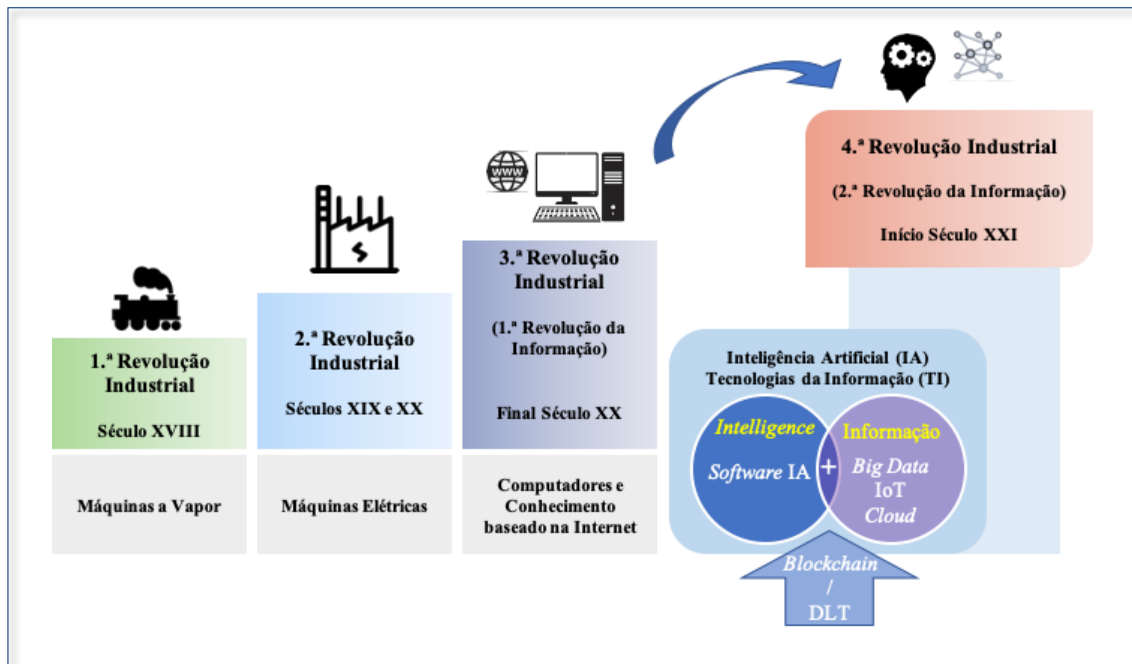 WWW
1.ª Revolução
Industrial
Século XVIII
Máquinas a Vapor
2.ª Revolução
Industrial
Séculos XIX e XX
Máquinas Elétricas
3.ª Revolução
Industrial
(1.ª Revolução da
Informação)
Final Século XX
Computadores e
Conhecimento
baseado na Internet
4.ª Revolução Industrial
(2.ª Revolução da Informação)
Início Século XXI
Inteligência Artificial (IA)
Tecnologias da Informação (TI)
Intelligence
Software IA
+
Informação
Big Data
IoT
Cloud
Blockchain
/
DLT